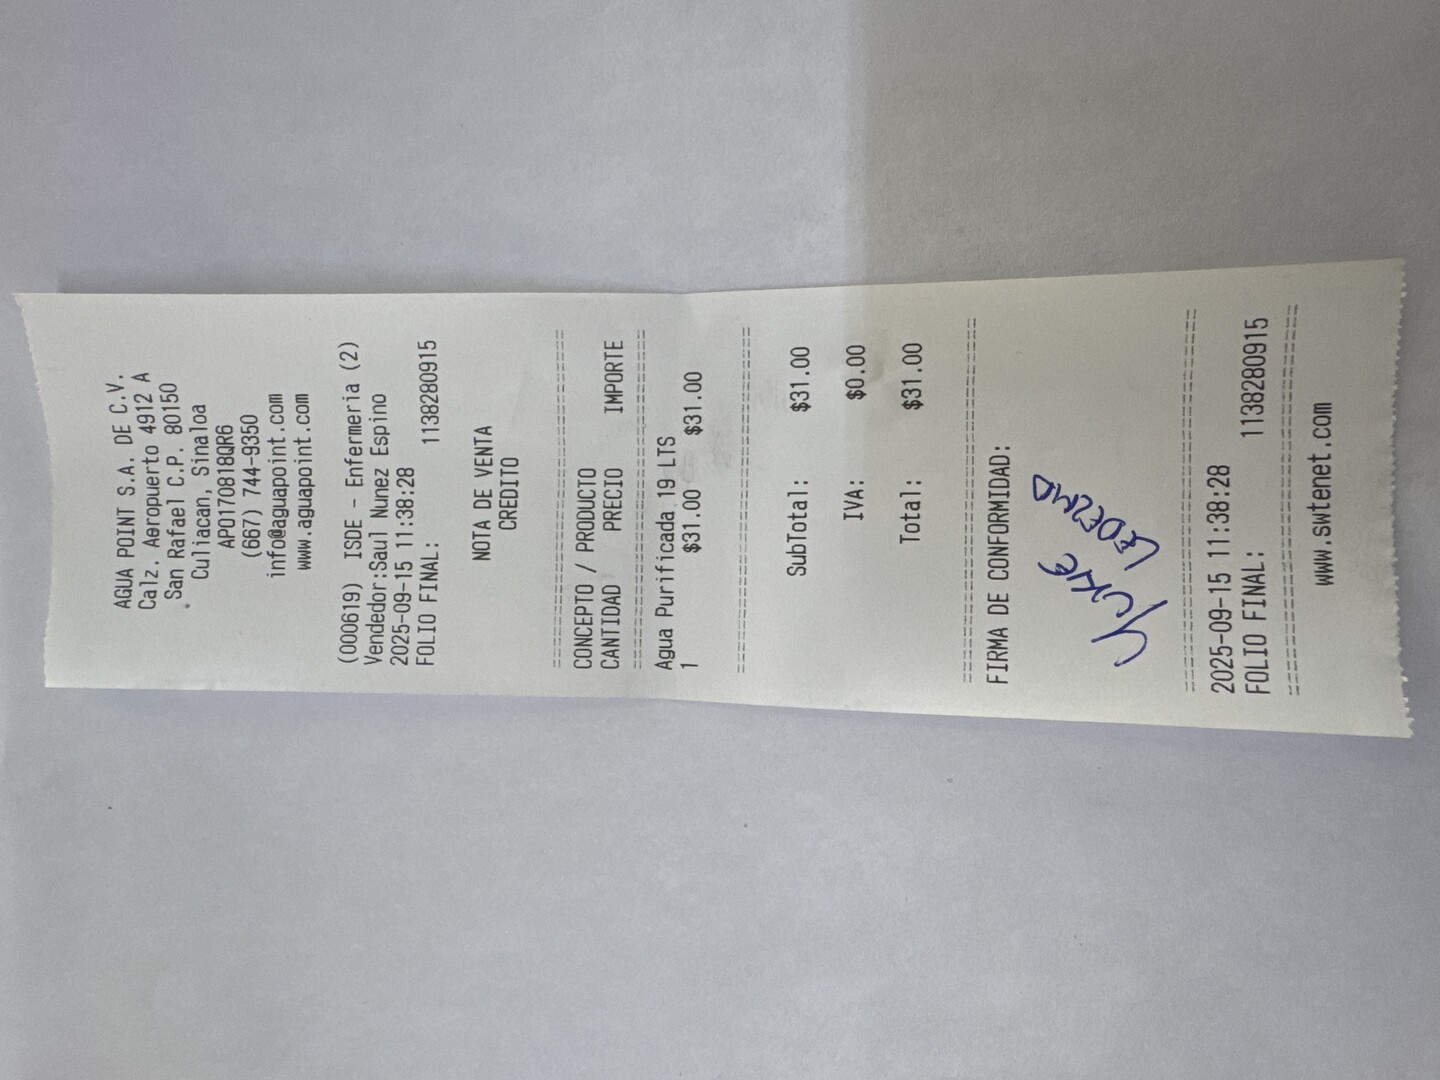 AGUA POINT S.A. DE C.V.
Calz. Aeropuerto 4912 A
San Rafael C.P. 80150
Culiacan, Sinaloa
APO170818QR6
(667) 744-9350
info@aguapoint.com
www.aguapoint.com
(000619) ISDE - Enfermeria (2)
Vendedor:Saul Nunez Espino
2025-09-15 11:38:28
FOLIO FINAL: 1138280915
NOTA DE VENTA
CREDITO
==============================
CONCEPTO / PRODUCTO
CANTIDAD PRECIO IMPORTE
==============================
Agua Purificada 19 LTS
1 $31.00 $31.00
==============================
SubTotal: $31.00
IVA: $0.00
Total: $31.00
==============================
FIRMA DE CONFORMIDAD:
LEDEZMA
==============================
2025-09-15 11:38:28
FOLIO FINAL: 1138280915
==============================
www.swtenet.com